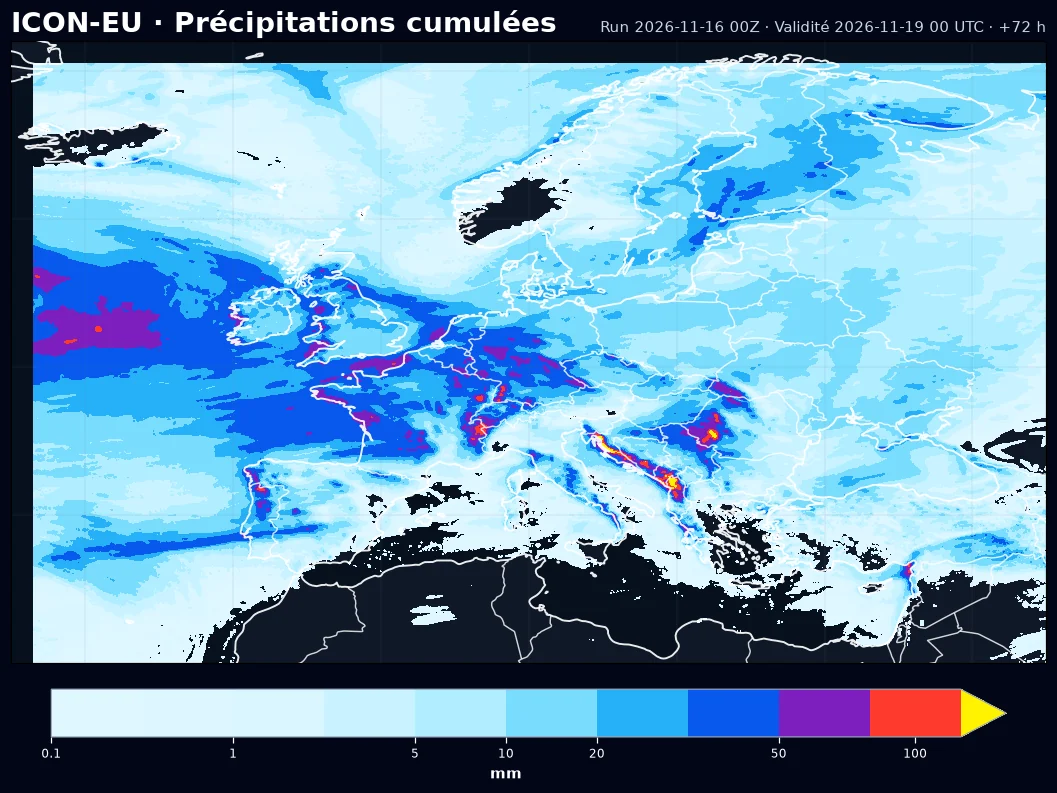 ICON-EU · Précipitations cumulées
Run 2026-11-16 00Z · Validité 2026-11-19 00 UTC · +72 h
0.1 1 5 10 20 50 100
mm